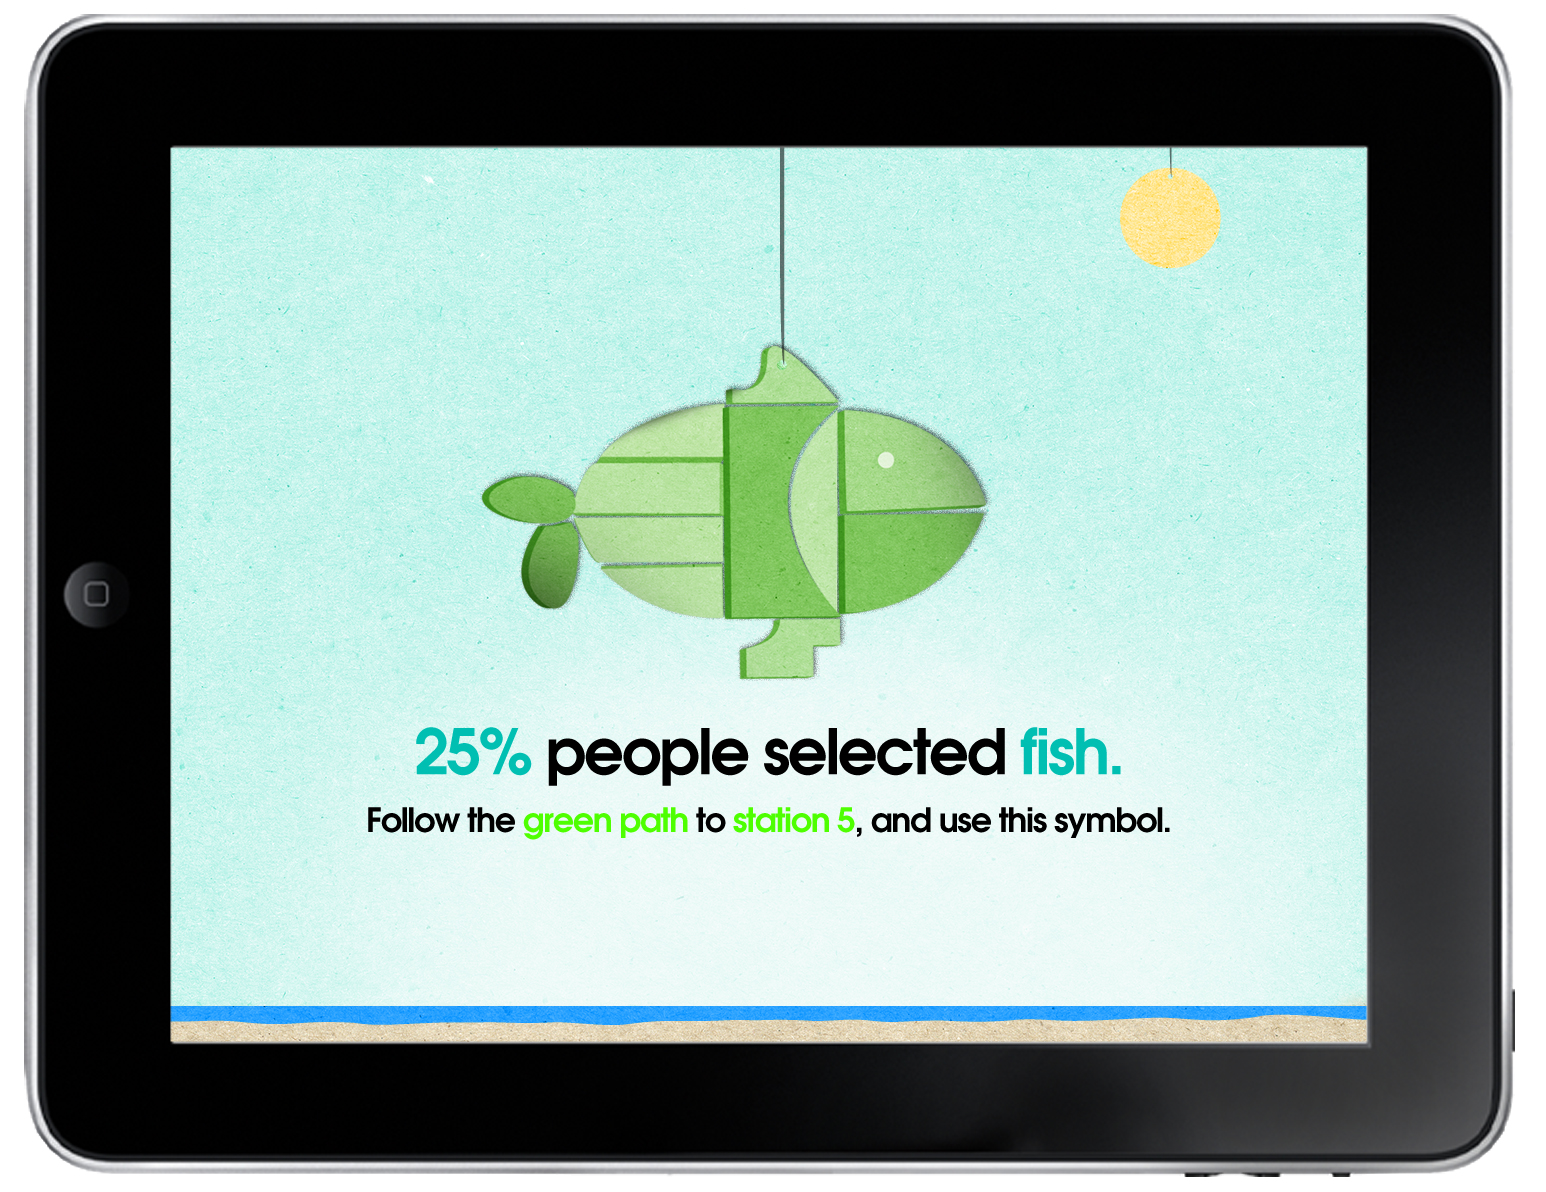 25% people selected fish.
Follow the green path to station 5, and use this symbol.